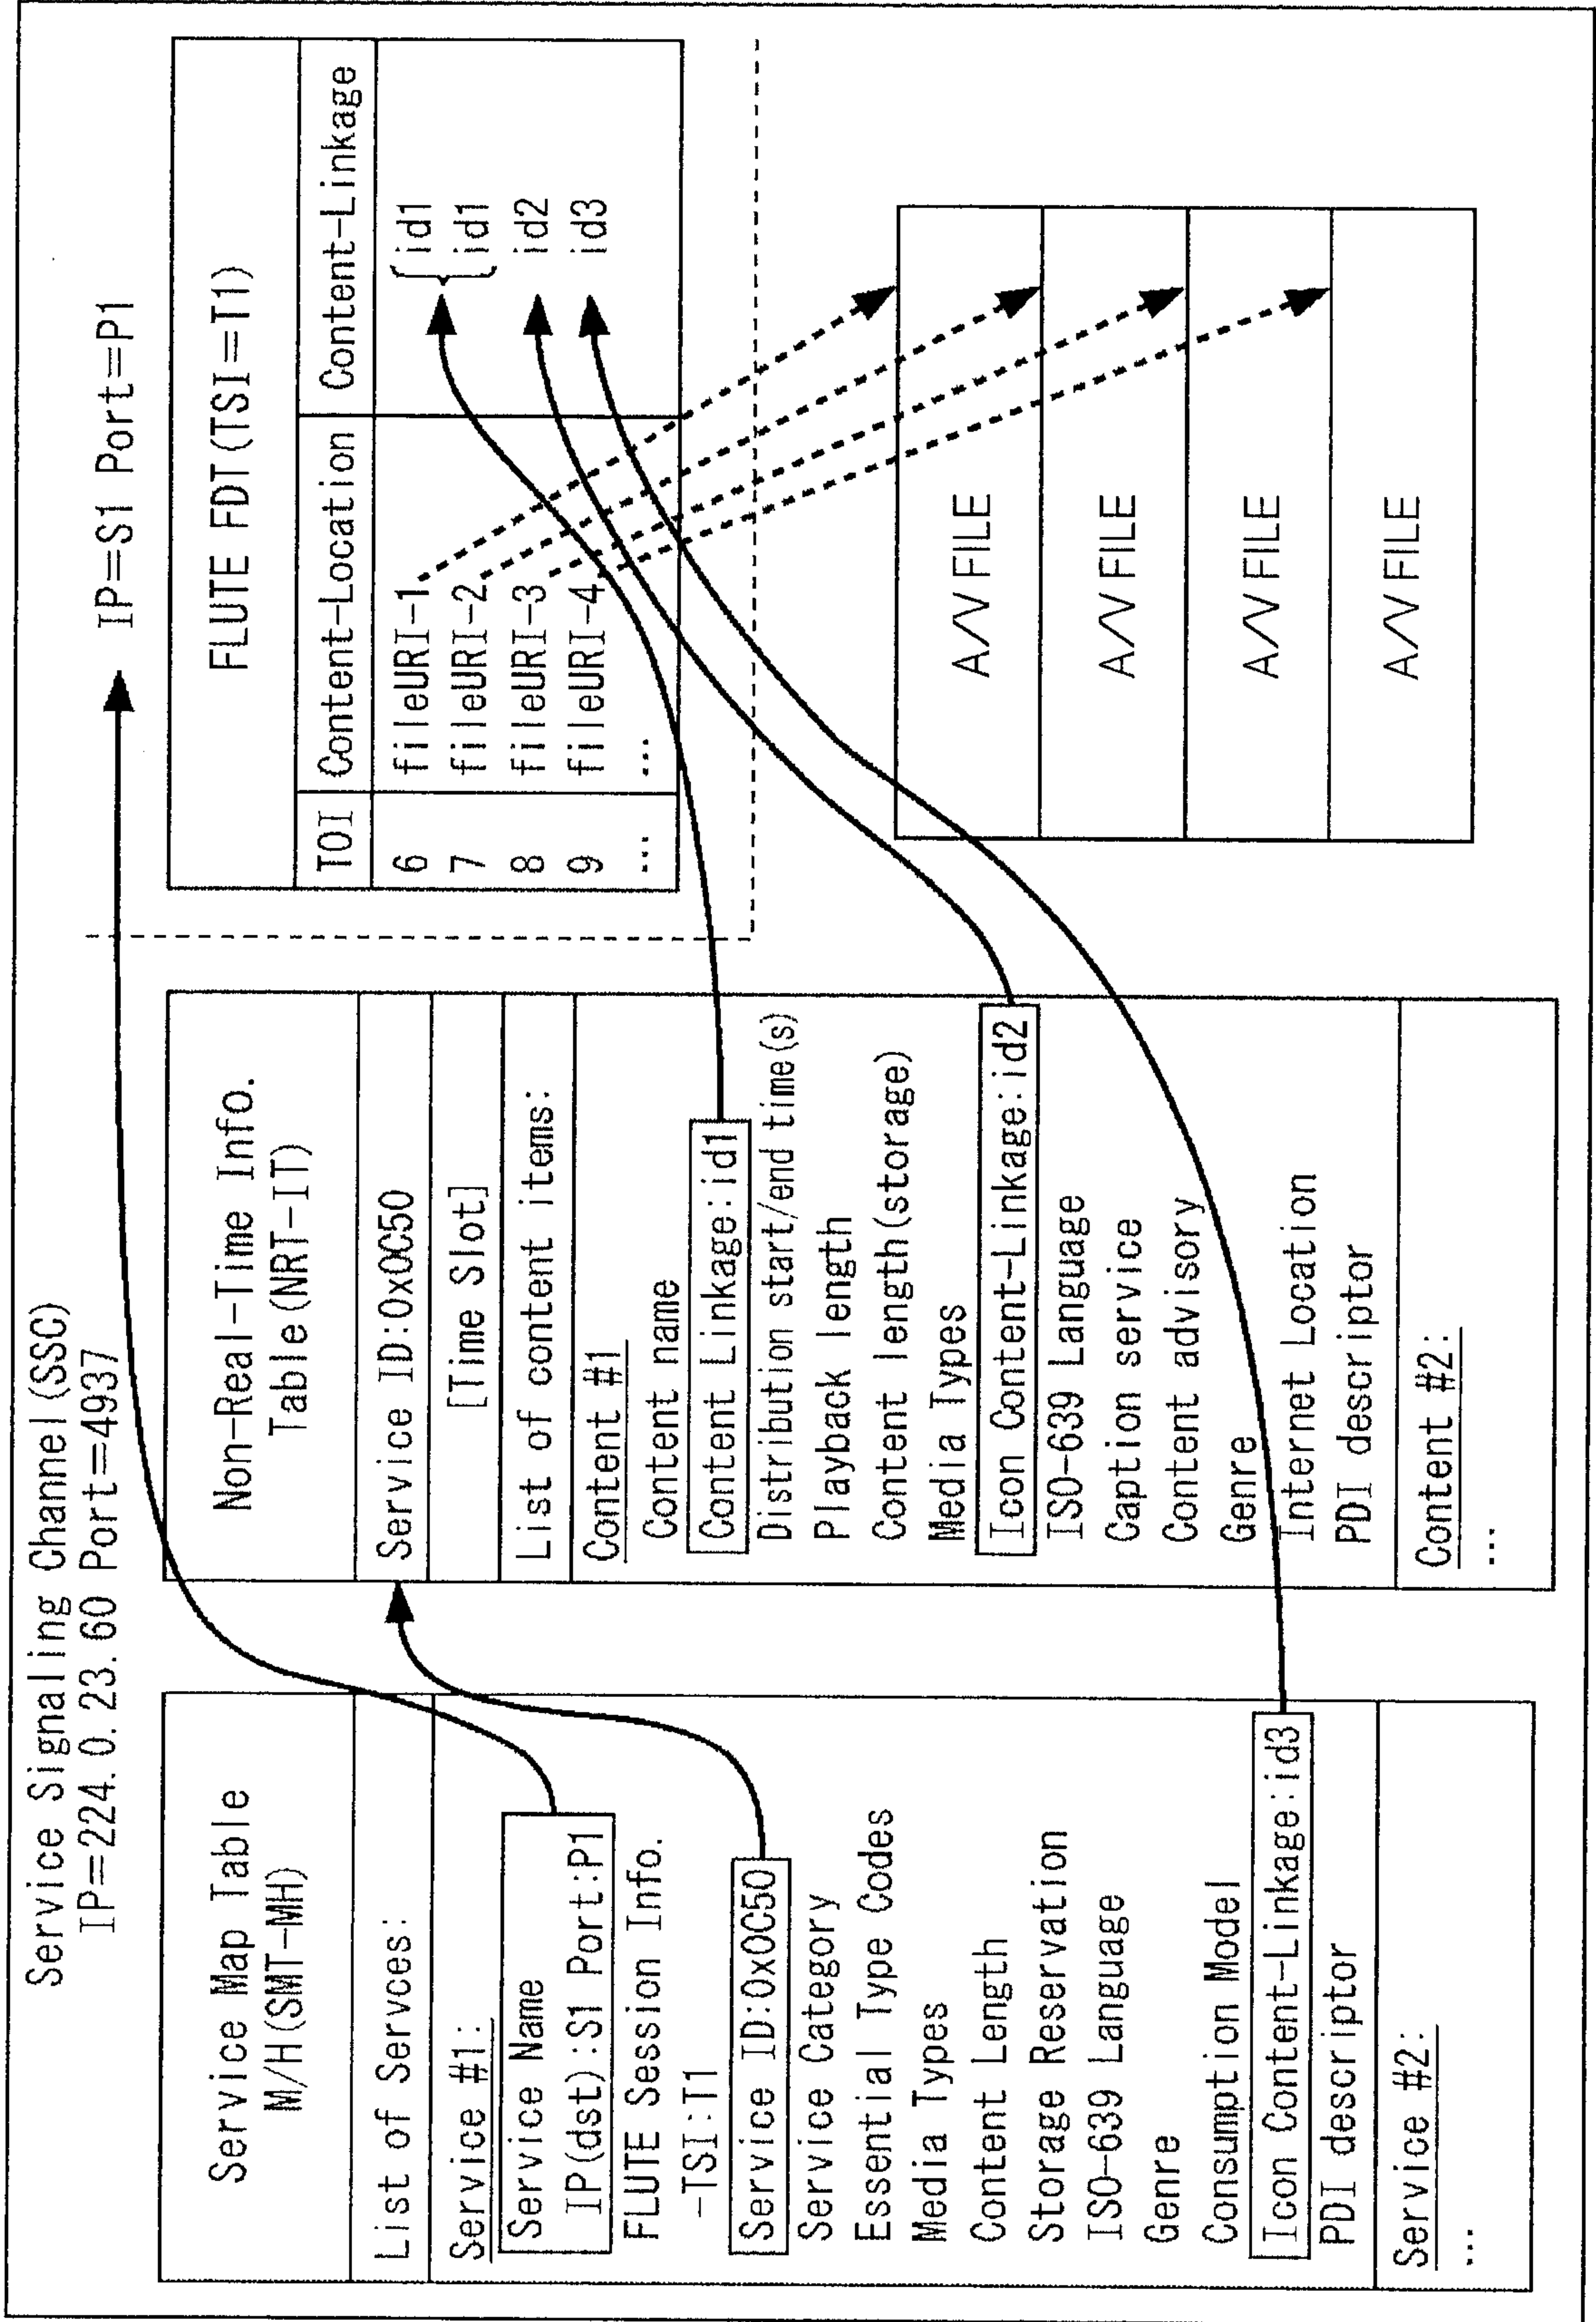 Service Signaling Channel(SSC)
IP=224.0.23.60 Port=4937
Service Map Table
M/H(SMT-MH)
List of Servces:
Service #1:
Service Name
IP(dst):S1 Port:P1
FLUTE Session Info.
-TSI:T1
Service ID:0x0C50
Service Category
Essential Type Codes
Media Types
Content Length
Storage Reservation
ISO-639 Language
Genre
Consumption Model
Icon Content-Linkage:id3
PDI descriptor
Service #2:
...
Non-Real-Time Info.
Table(NRT-IT)
Service ID:0x0C50
[Time Slot]
List of content items:
Content #1
Content name
Content Linkage:id1
Distribution start/end time(s)
Playback length
Content length(storage)
Media Types
Icon Content-Linkage:id2
ISO-639 Language
Caption service
Content advisory
Genre
Internet Location
PDI descriptor
Content #2:
...
IP=S1 Port=P1
FLUTE FDT(TSI=T1)
TOI Content-Location Content-Linkage
6 fileURI-1 id1
7 fileURI-2 id1
8 fileURI-3 id2
9 fileURI-4 id3
... ...
A/V FILE
A/V FILE
A/V FILE
A/V FILE